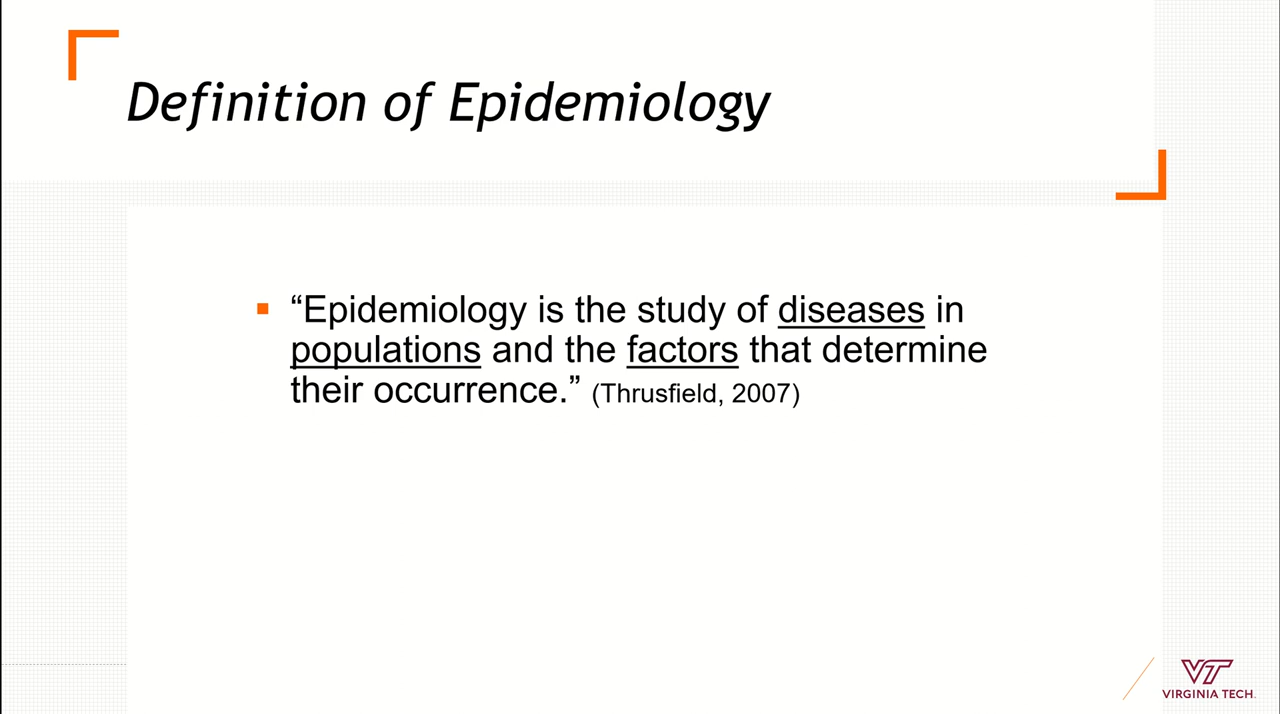 Definition of Epidemiology
▪ “Epidemiology is the study of diseases in
populations and the factors that determine
their occurrence.” (Thrusfield, 2007)
VT
VIRGINIA TECH.